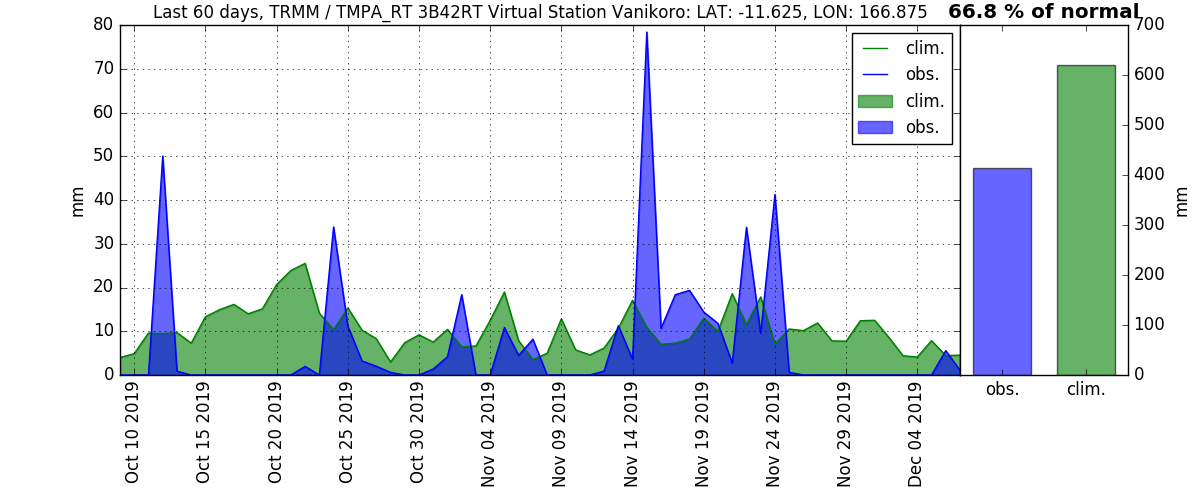 Last 60 days, TRMM / TMPA_RT 3B42RT Virtual Station Vanikoro: LAT: -11.625, LON: 166.875
66.8 % of normal
80
70
60
50
40
30
20
10
0
mm
clim.
obs.
clim.
obs.
Oct 10 2019
Oct 15 2019
Oct 20 2019
Oct 25 2019
Oct 30 2019
Nov 04 2019
Nov 09 2019
Nov 14 2019
Nov 19 2019
Nov 24 2019
Nov 29 2019
Dec 04 2019
700
600
500
400
300
200
100
0
mm
obs.
clim.